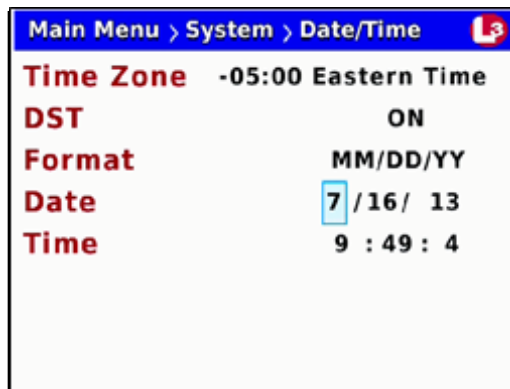 Main Menu > System > Date/Time L3
Time Zone -05:00 Eastern Time
DST ON
Format MM/DD/YY
Date 7 /16/ 13
Time 9 :49: 4